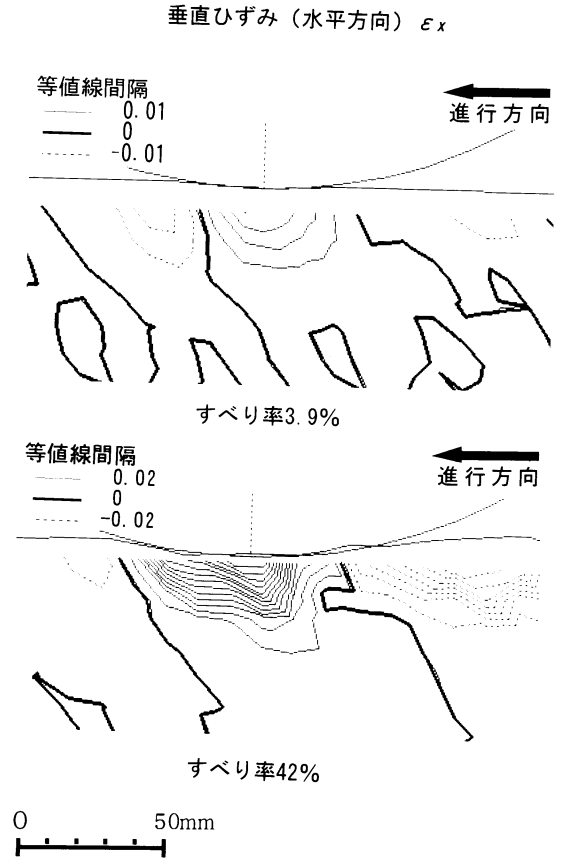 垂直ひずみ（水平方向）εx
等値線間隔
0.01
0
-0.01
進行方向
すべり率3.9%
等値線間隔
0.02
0
-0.02
進行方向
すべり率42%
0 50mm